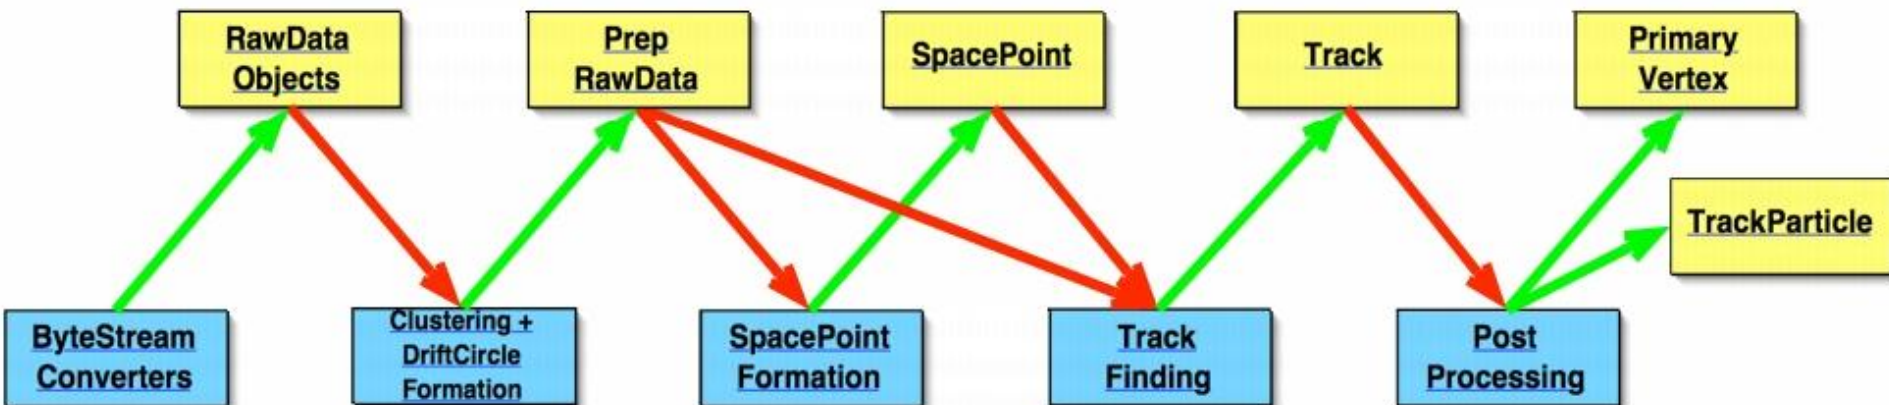 RawData
Objects
Prep
RawData
SpacePoint
Track
Primary
Vertex
TrackParticle
ByteStream
Converters
Clustering +
DriftCircle
Formation
SpacePoint
Formation
Track
Finding
Post
Processing